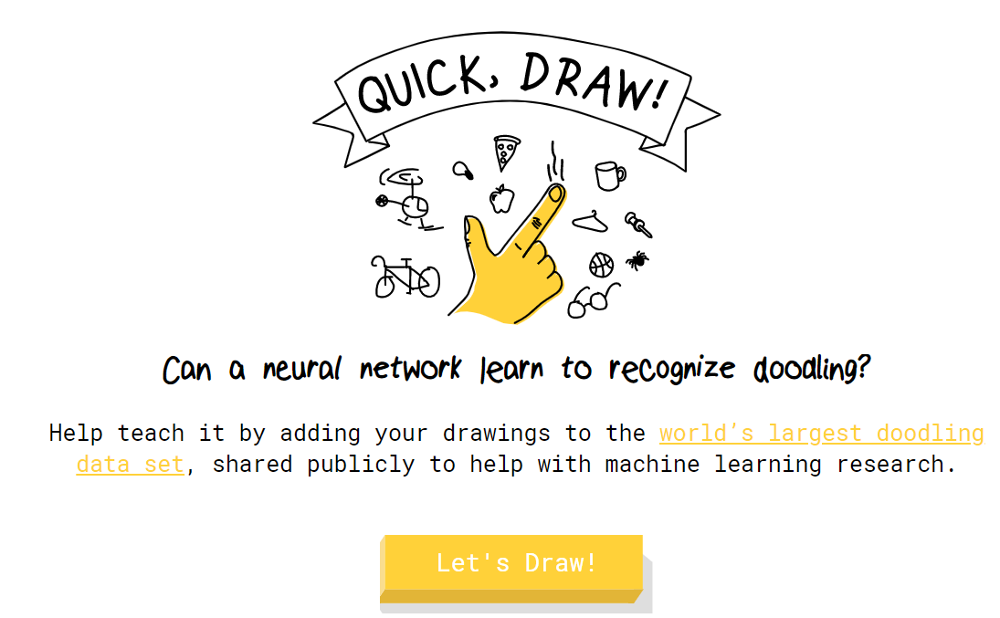 QUICK, DRAW!
Can a neural network learn to recognize doodling?
Help teach it by adding your drawings to the world’s largest doodling
data set, shared publicly to help with machine learning research.
Let's Draw!